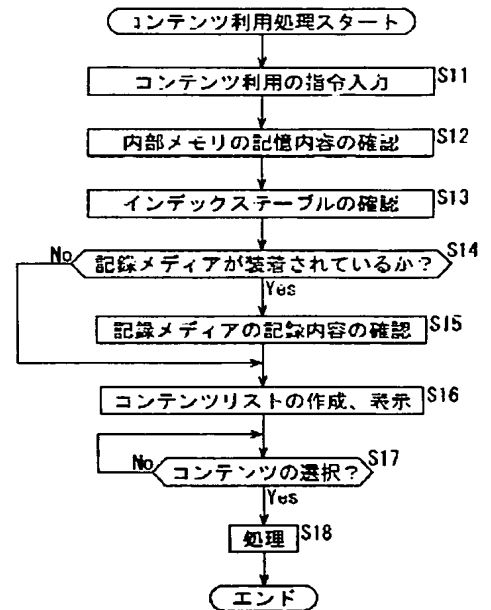 コンテンツ利用処理スタート
コンテンツ利用の指令入力 S11
内部メモリの記憶内容の確認 S12
インデックステーブルの確認 S13
No 記録メディアが装着されているか? S14
Yes
記録メディアの記録内容の確認 S15
コンテンツリストの作成、表示 S16
No コンテンツの選択? S17
Yes
処理 S18
エンド